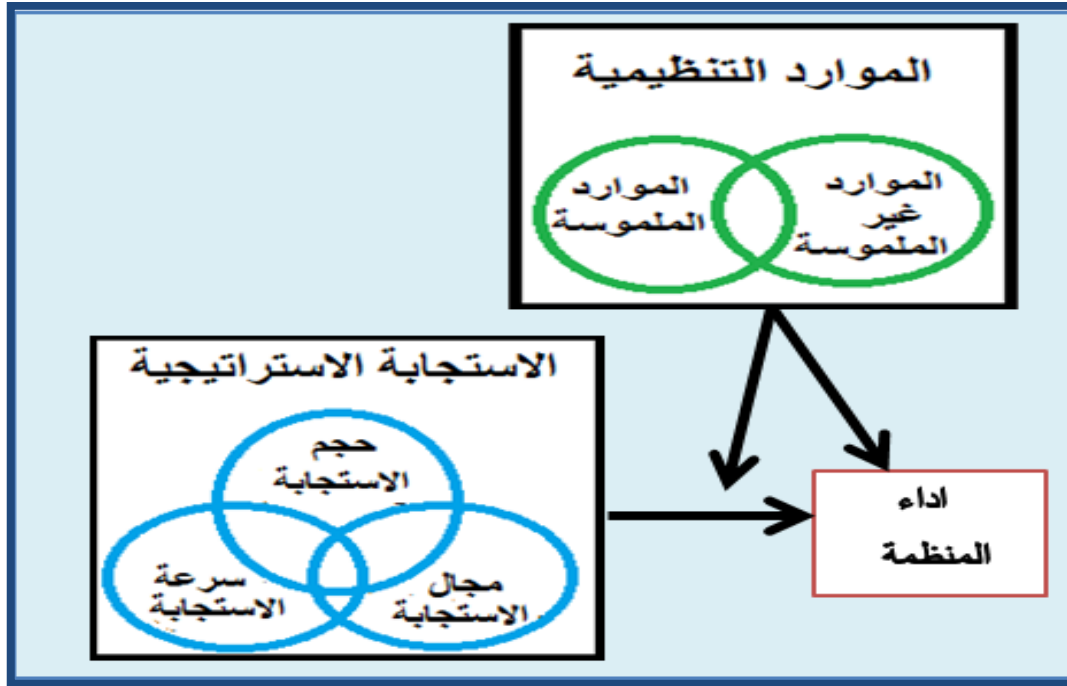 الموارد التنظيمية
الموارد
غير
الملموسة
الموارد
الملموسة
الاستجابة الاستراتيجية
حجم
الاستجابة
مجال
الاستجابة
سرعة
الاستجابة
اداء
المنظمة